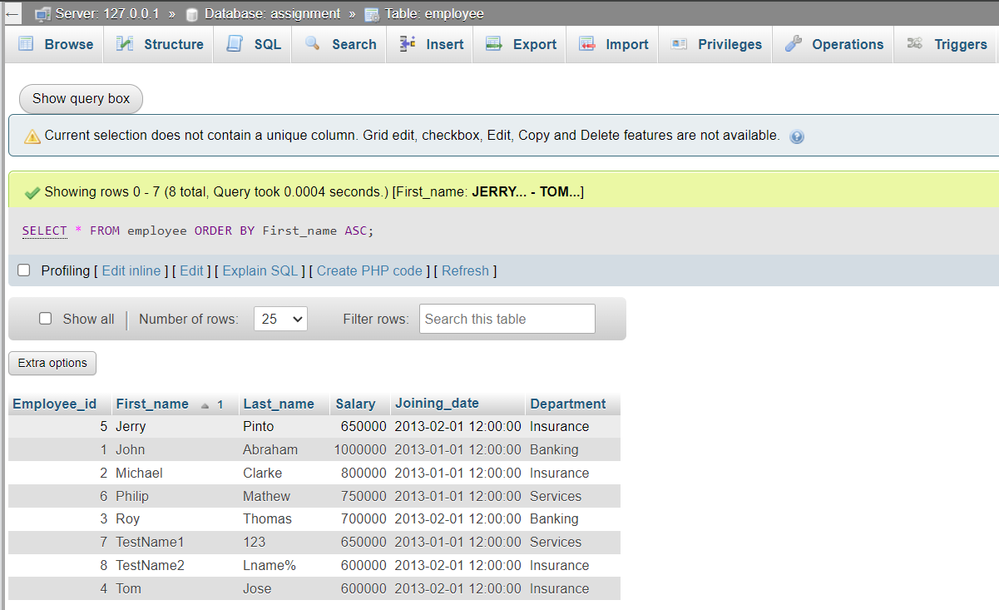 Server: 127.0.0.1 » Database: assignment » Table: employee
Browse Structure SQL Search Insert Export Import Privileges Operations Triggers
Show query box
Current selection does not contain a unique column. Grid edit, checkbox, Edit, Copy and Delete features are not available.
Showing rows 0 - 7 (8 total, Query took 0.0004 seconds.) [First_name: JERRY... - TOM...]
SELECT * FROM employee ORDER BY First_name ASC;
Profiling [ Edit inline ] [ Edit ] [ Explain SQL ] [ Create PHP code ] [ Refresh ]
Show all | Number of rows: 25 Filter rows: Search this table
Extra options
Employee_id First_name 1 Last_name Salary Joining_date Department
5 Jerry Pinto 650000 2013-02-01 12:00:00 Insurance
1 John Abraham 1000000 2013-01-01 12:00:00 Banking
2 Michael Clarke 800000 2013-01-01 12:00:00 Insurance
6 Philip Mathew 750000 2013-01-01 12:00:00 Services
3 Roy Thomas 700000 2013-02-01 12:00:00 Banking
7 TestName1 123 650000 2013-01-01 12:00:00 Services
8 TestName2 Lname% 600000 2013-02-01 12:00:00 Insurance
4 Tom Jose 600000 2013-02-01 12:00:00 Insurance